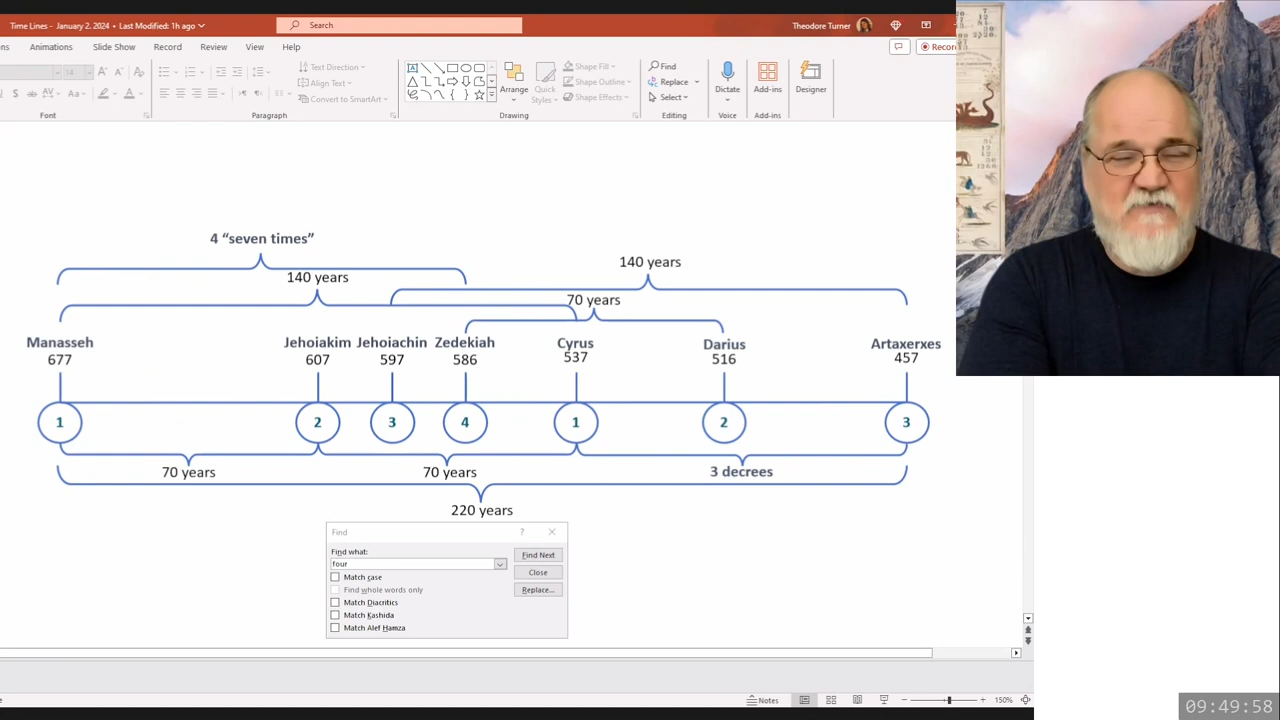 Time Lines - January 2, 2024 • Last Modified: 1h ago
Search
Theodore Turner
ns Animations Slide Show Record Review View Help
Recor
14
Text Direction
Align Text
Convert to SmartArt
Arrange
Quick Styles
Shape Fill
Shape Outline
Shape Effects
Find
Replace
Select
Dictate
Add-ins
Designer
Font Paragraph Drawing Editing Voice Add-ins
4 “seven times”
140 years
140 years
70 years
Manasseh Jehoiakim Jehoiachin Zedekiah Cyrus Darius Artaxerxes
677 607 597 586 537 516 457
1 2 3 4 1 2 3
70 years 70 years 3 decrees
220 years
Find ?
Find what:
four
Find Next
Match case
Close
Find whole words only
Replace...
Match Diacritics
Match Kashida
Match Alef Hamza
Notes
150%
09:49:58